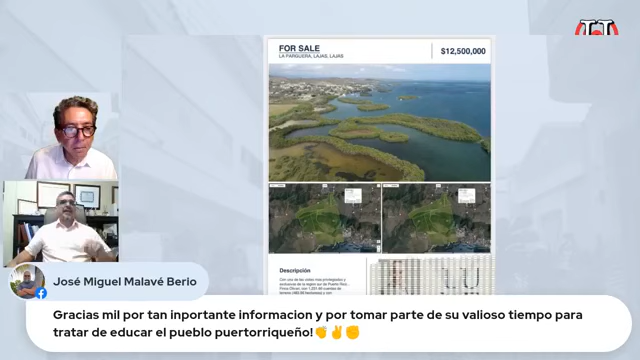 FOR SALE
LA PARGUERA, LAJAS, LAJAS
$12,500,000
Descripción
José Miguel Malavé Berio
Gracias mil por tan inportante informacion y por tomar parte de su valioso tiempo para
tratar de educar el pueblo puertorriqueño!👏✌️✊